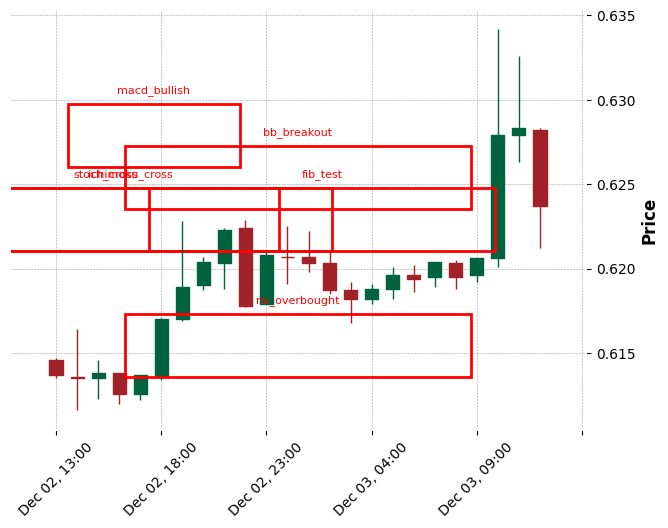 0.635
macd_bullish
0.630
bb_breakout
fib_test
0.625
Price
0.620
0.615
Dec 02, 13:00
Dec 02, 18:00
Dec 02, 23:00
Dec 03, 04:00
Dec 03, 09:00